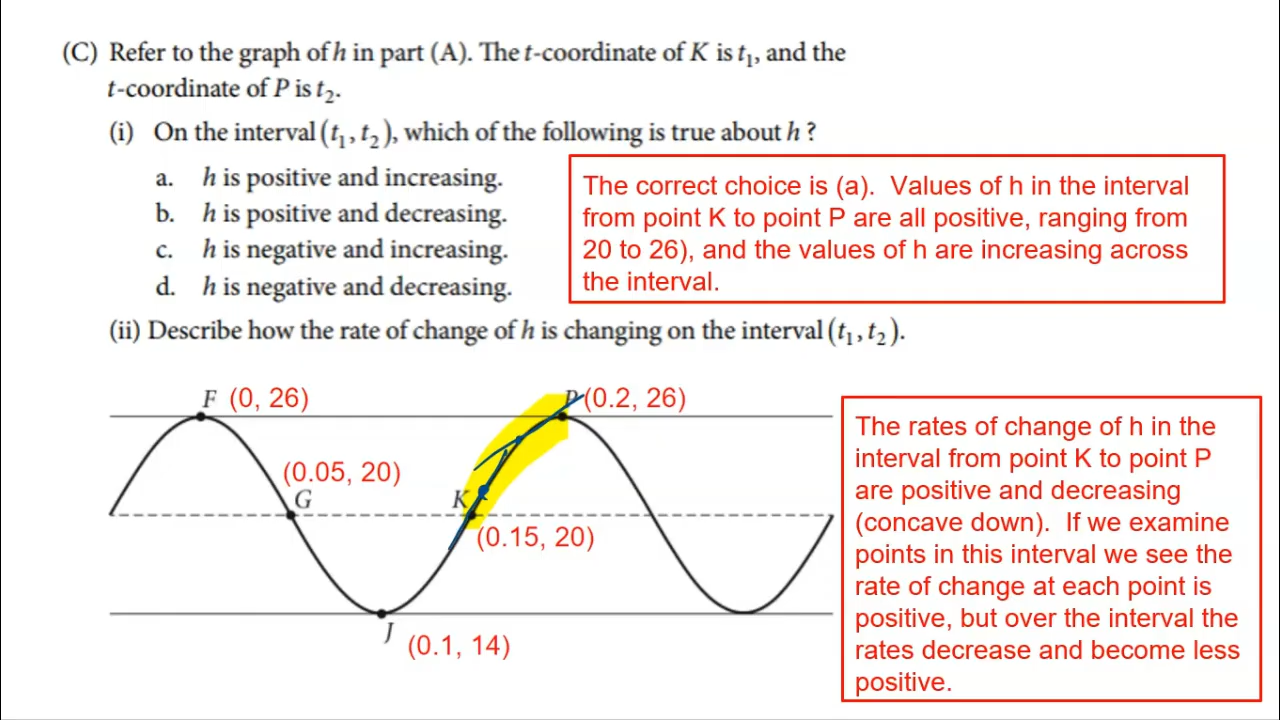 (C) Refer to the graph of h in part (A). The t-coordinate of K is t₁, and the
t-coordinate of P is t₂.
(i) On the interval (t₁, t₂), which of the following is true about h ?
a. h is positive and increasing.
b. h is positive and decreasing.
c. h is negative and increasing.
d. h is negative and decreasing.
The correct choice is (a). Values of h in the interval
from point K to point P are all positive, ranging from
20 to 26), and the values of h are increasing across
the interval.
(ii) Describe how the rate of change of h is changing on the interval (t₁, t₂).
F (0, 26)
P (0.2, 26)
(0.05, 20)
G
K
(0.15, 20)
J
(0.1, 14)
The rates of change of h in the
interval from point K to point P
are positive and decreasing
(concave down). If we examine
points in this interval we see the
rate of change at each point is
positive, but over the interval the
rates decrease and become less
positive.